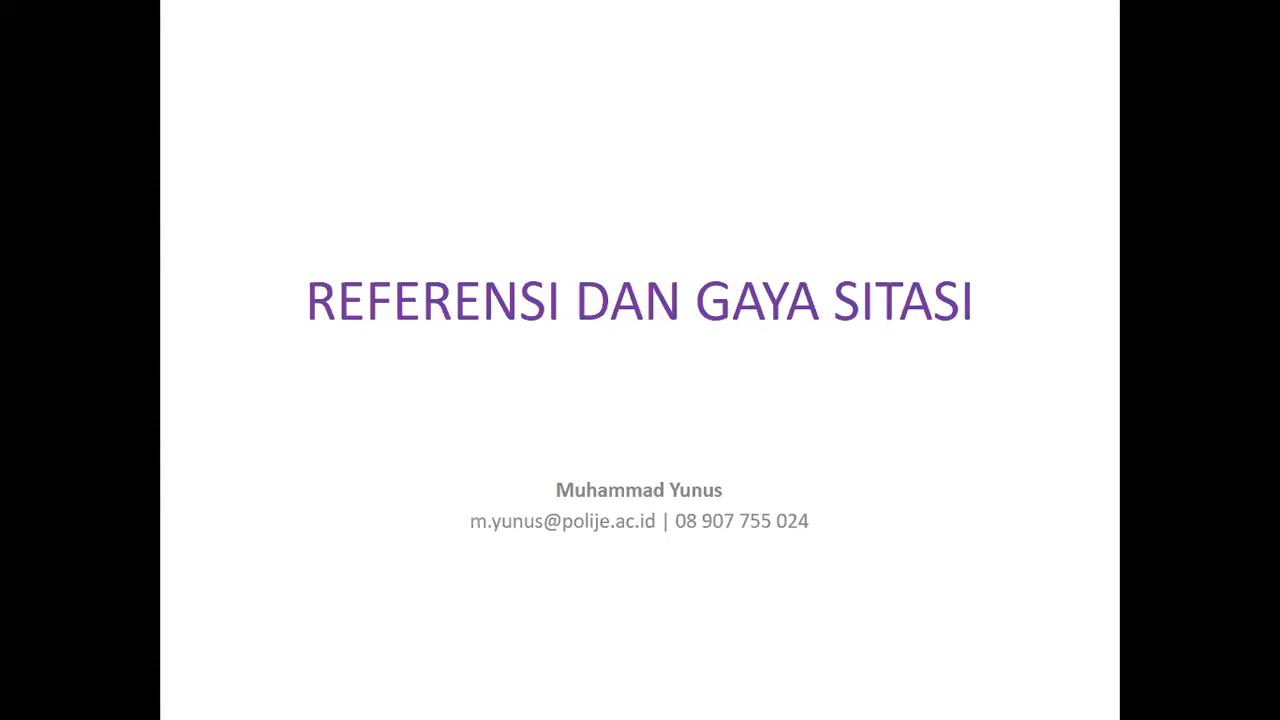 REFERENSI DAN GAYA SITASI
Muhammad Yunus
m.yunus@polije.ac.id | 08 907 755 024